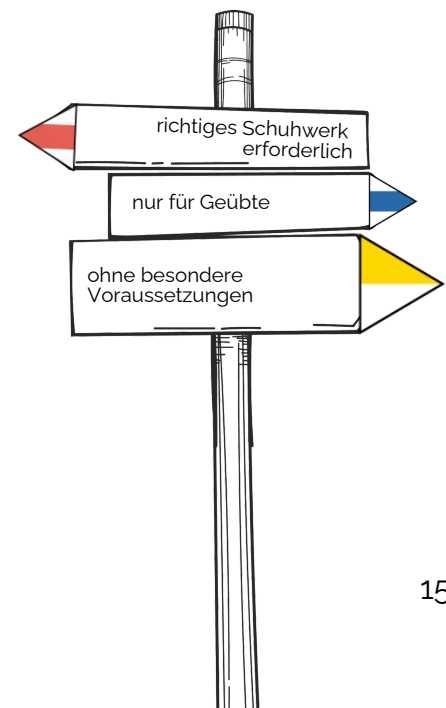 richtiges Schuhwerk
erforderlich
nur für Geübte
ohne besondere
Voraussetzungen
15